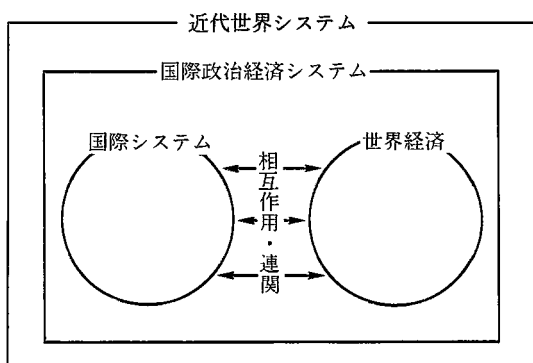 近代世界システム
国際政治経済システム
国際システム
世界経済
相互作用・連関